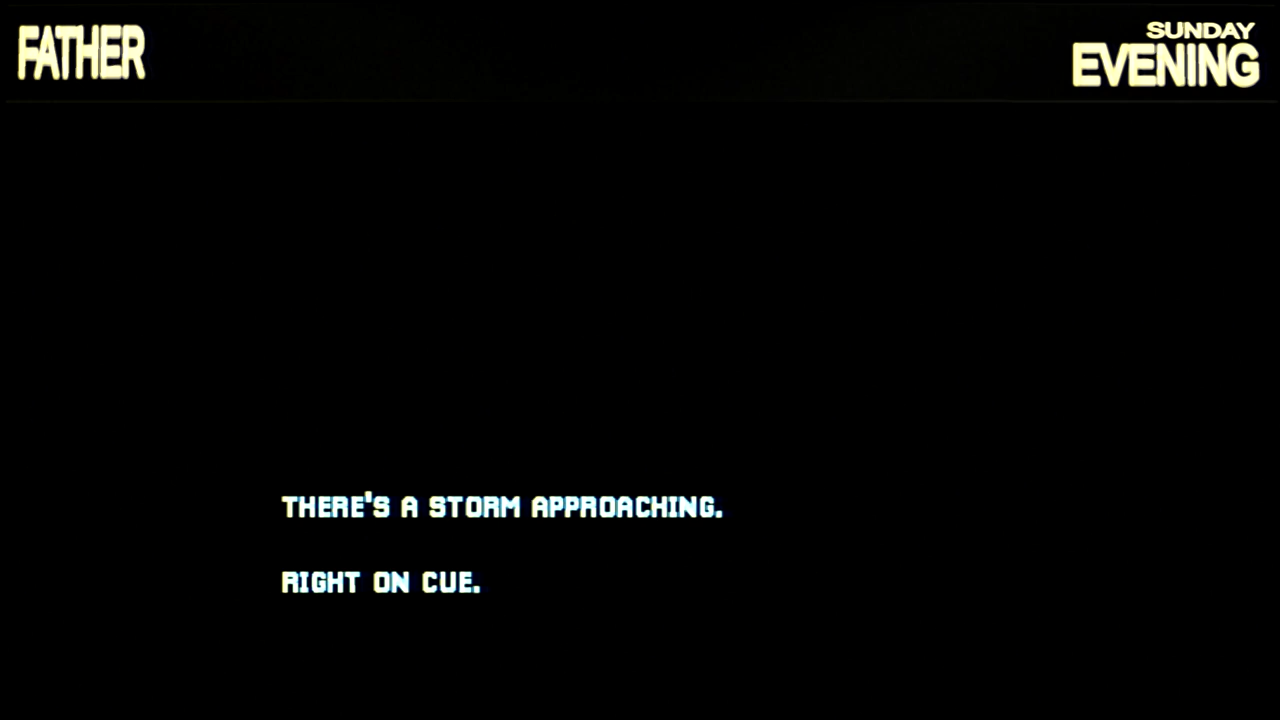 FATHER
SUNDAY
EVENING
THERE'S A STORM APPROACHING.
RIGHT ON CUE.